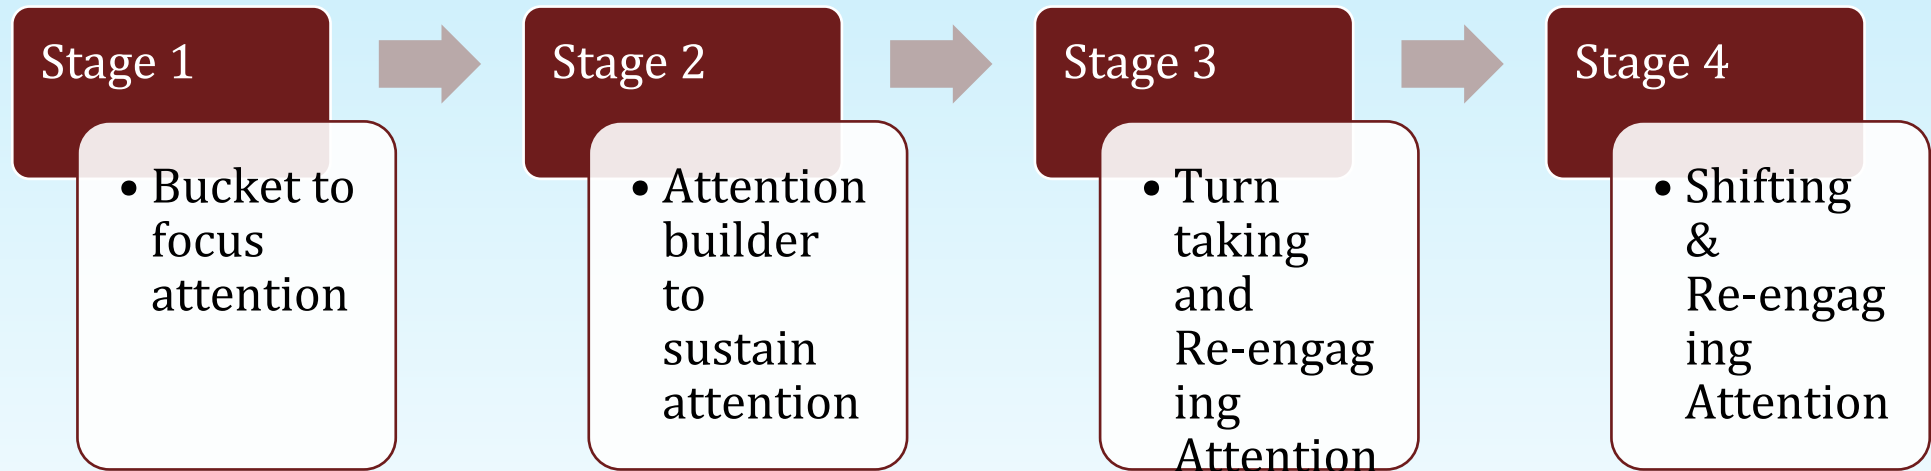 Stage 1
• Bucket to
focus
attention
Stage 2
• Attention
builder
to
sustain
attention
Stage 3
• Turn
taking
and
Re-engag
ing
Attention
Stage 4
• Shifting
&
Re-engag
ing
Attention